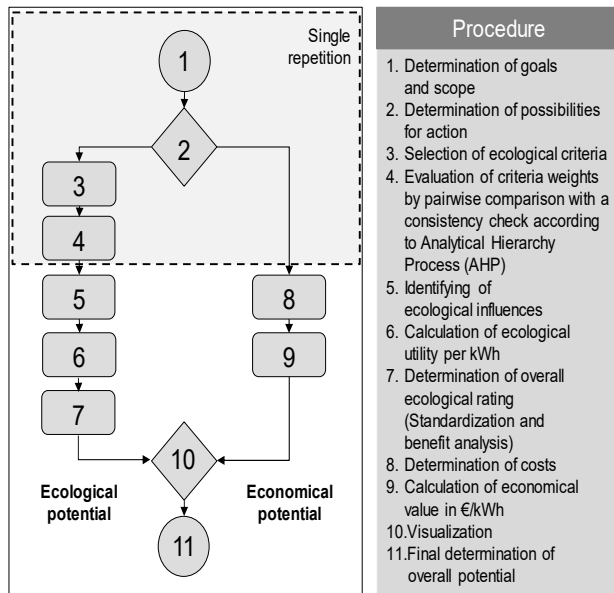 Single
repetition
1
2
3
4
5
6
7
8
9
10
11
Ecological
potential
Economical
potential
Procedure
1. Determination of goals
and scope
2. Determination of possibilities
for action
3. Selection of ecological criteria
4. Evaluation of criteria weights
by pairwise comparison with a
consistency check according
to Analytical Hierarchy
Process (AHP)
5. Identifying of
ecological influences
6. Calculation of ecological
utility per kWh
7. Determination of overall
ecological rating
(Standardization and
benefit analysis)
8. Determination of costs
9. Calculation of economical
value in €/kWh
10.Visualization
11.Final determination of
overall potential